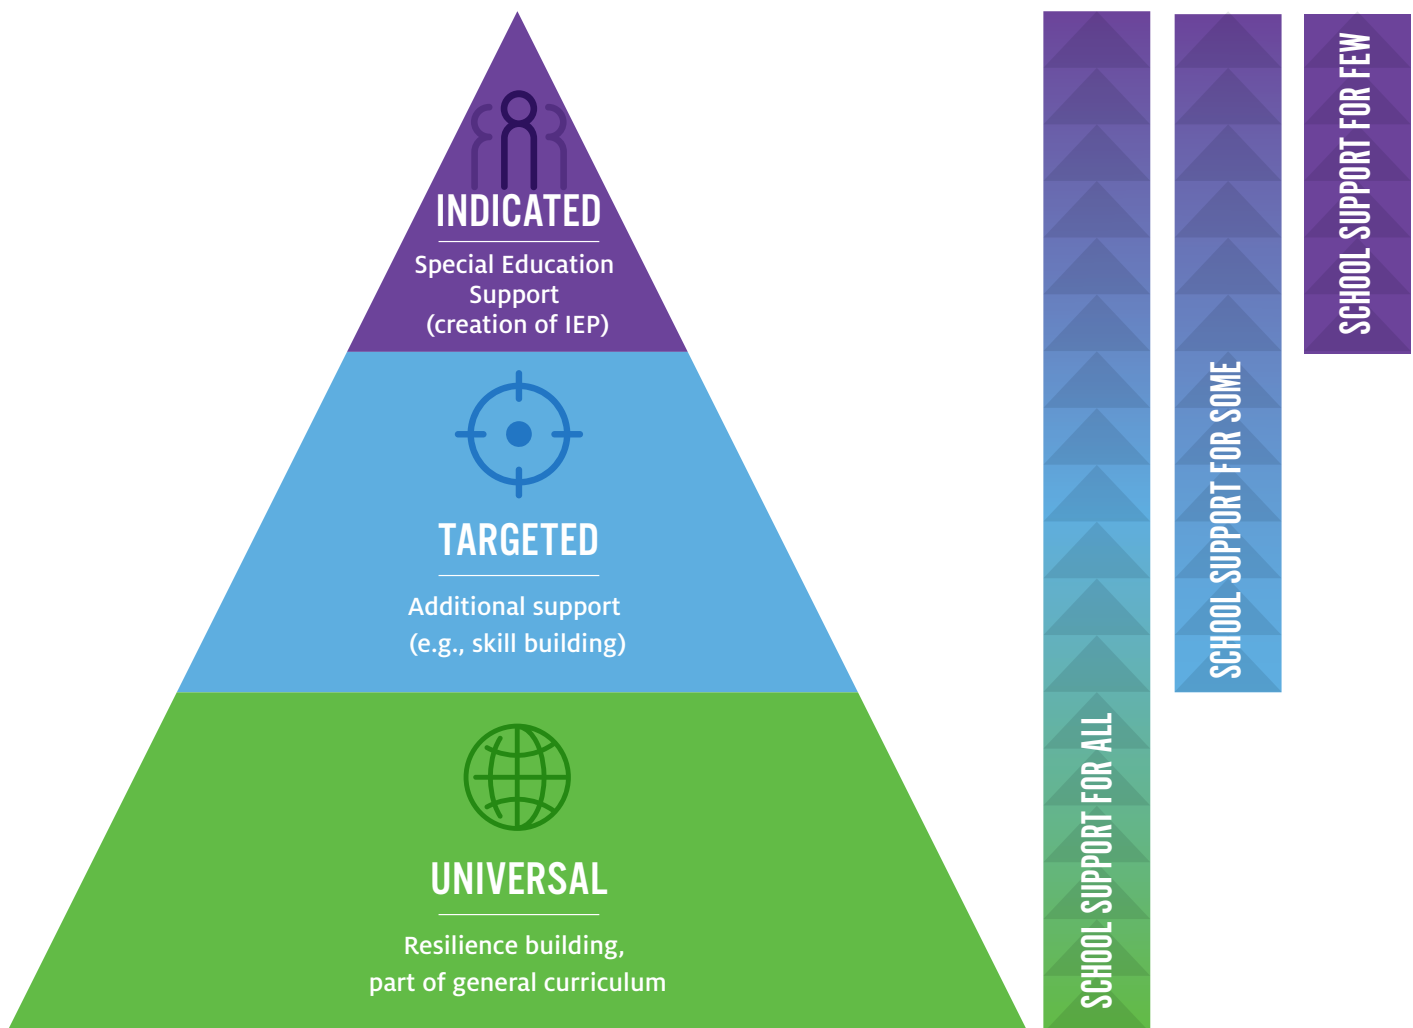 INDICATED
Special Education
Support
(creation of IEP)
TARGETED
Additional support
(e.g., skill building)
UNIVERSAL
Resilience building,
part of general curriculum
SCHOOL SUPPORT FOR ALL
SCHOOL SUPPORT FOR SOME
SCHOOL SUPPORT FOR FEW